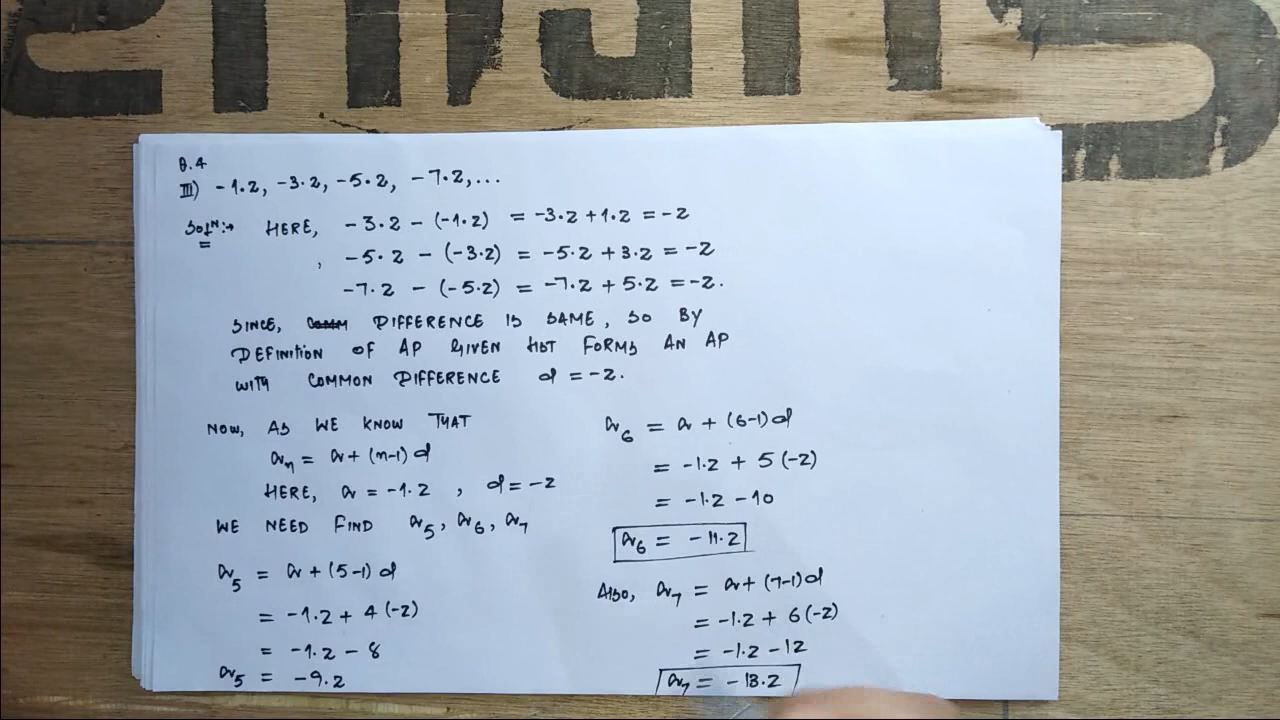 Q.4
III) -1.2, -3.2, -5.2, -7.2,...
Solⁿ:→ HERE, -3.2 - (-1.2) = -3.2 + 1.2 = -2
, -5.2 - (-3.2) = -5.2 + 3.2 = -2
-7.2 - (-5.2) = -7.2 + 5.2 = -2.
SINCE, DIFFERENCE IS SAME, SO BY
DEFINITION OF AP GIVEN LIST FORMS AN AP
WITH COMMON DIFFERENCE d = -2.
NOW, AS WE KNOW THAT
aₙ = a + (n-1) d
HERE, a = -1.2 , d = -2
WE NEED FIND a₅, a₆, a₇
a₅ = a + (5-1) d
= -1.2 + 4 (-2)
= -1.2 - 8
a₅ = -9.2
a₆ = a + (6-1) d
= -1.2 + 5 (-2)
= -1.2 - 10
a₆ = -11.2
Also, a₇ = a + (7-1) d
= -1.2 + 6 (-2)
= -1.2 - 12
a₇ = -13.2